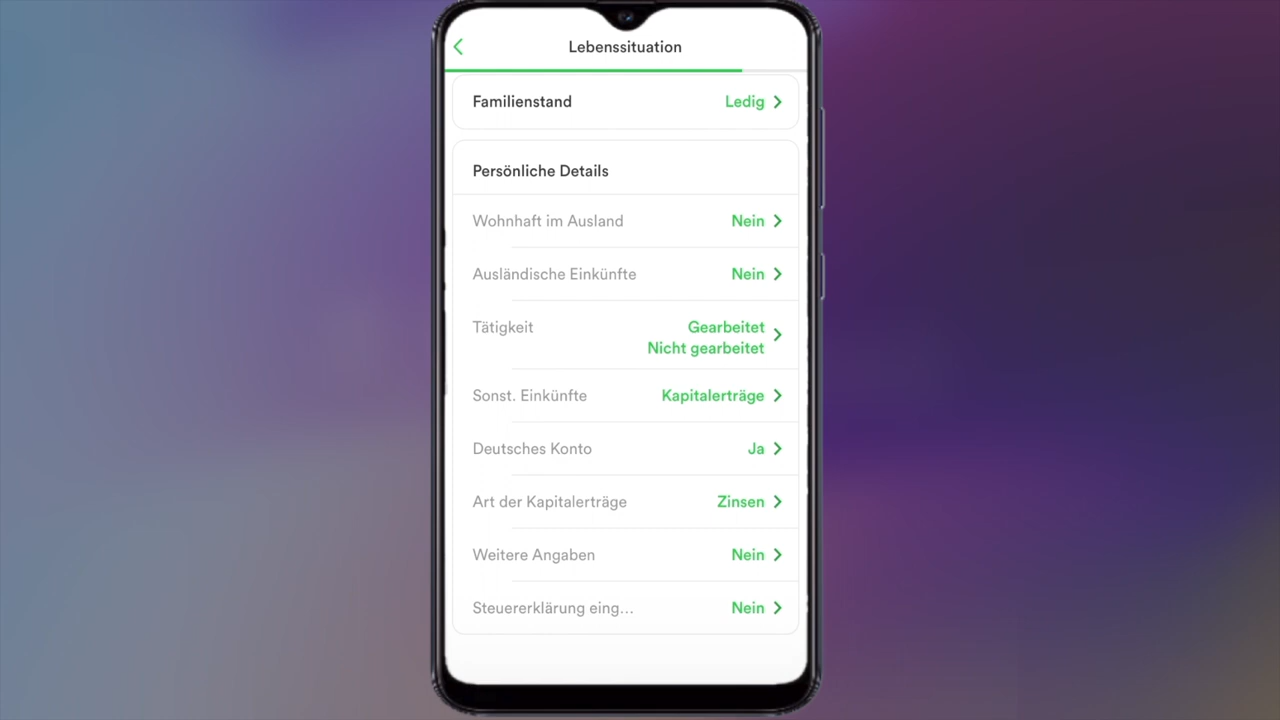 Lebenssituation
Familienstand Ledig
Persönliche Details
Wohnhaft im Ausland Nein
Ausländische Einkünfte Nein
Tätigkeit Gearbeitet
Nicht gearbeitet
Sonst. Einkünfte Kapitalerträge
Deutsches Konto Ja
Art der Kapitalerträge Zinsen
Weitere Angaben Nein
Steuererklärung eing… Nein